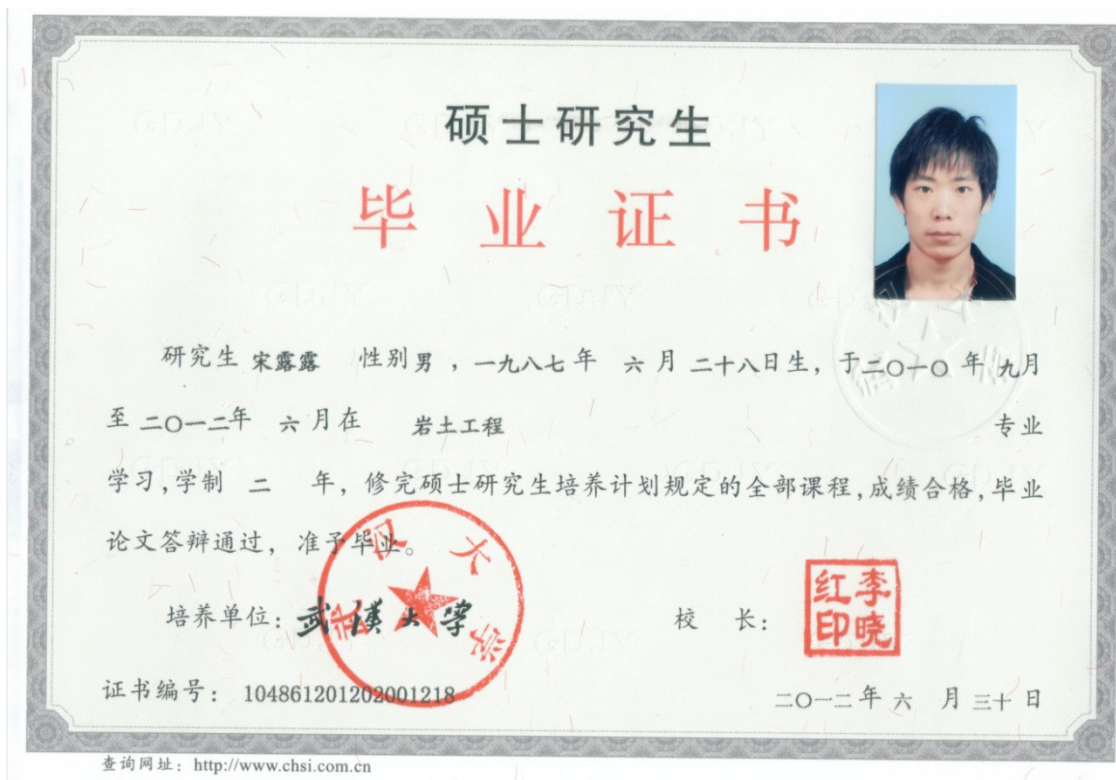 硕士研究生
毕业证书
研究生 宋露露 性别男，一九八七年 六月二十八日生，于二〇一〇年九月
至二〇一二年 六月在 岩土工程 专业
学习,学制 二 年，修完硕士研究生培养计划规定的全部课程,成绩合格,毕业
论文答辩通过，准予毕业。
武汉大学
培养单位：武漢大学
校 长：
李晓红印
证书编号：104861201202001218
二〇一二年六 月三十日
查询网址：http://www.chsi.com.cn